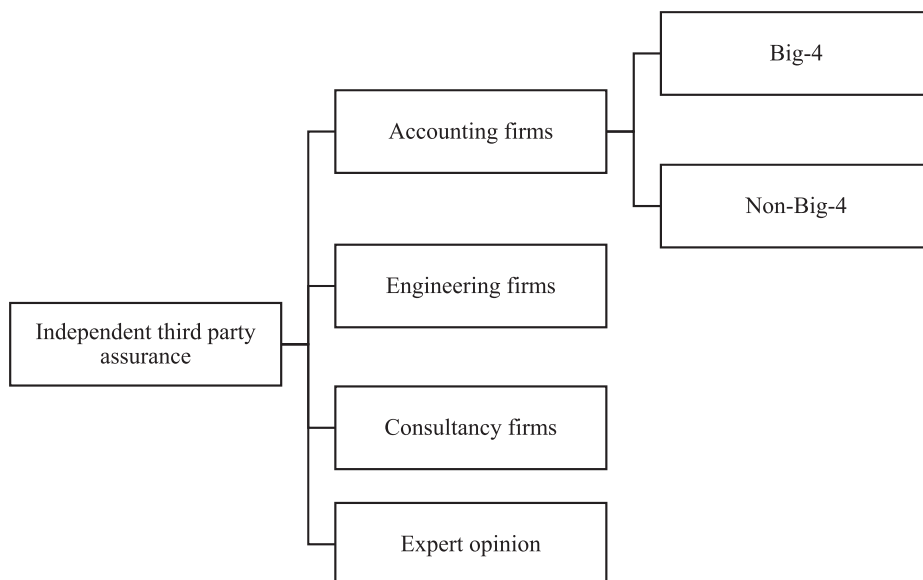 Big-4
Accounting firms
Non-Big-4
Engineering firms
Independent third party
assurance
Consultancy firms
Expert opinion